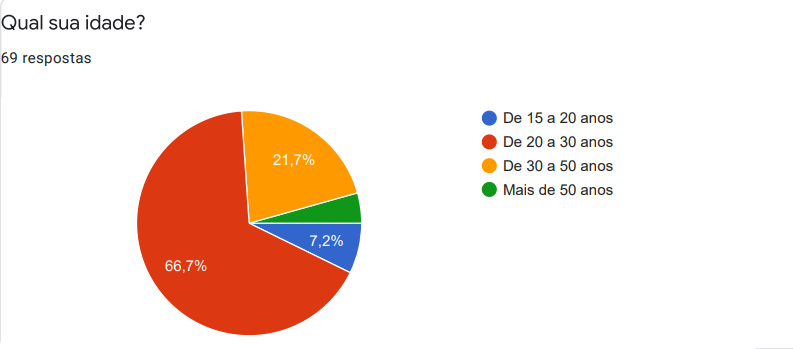 Qual sua idade?
69 respostas
De 15 a 20 anos
De 20 a 30 anos
De 30 a 50 anos
Mais de 50 anos
21,7%
7,2%
66,7%